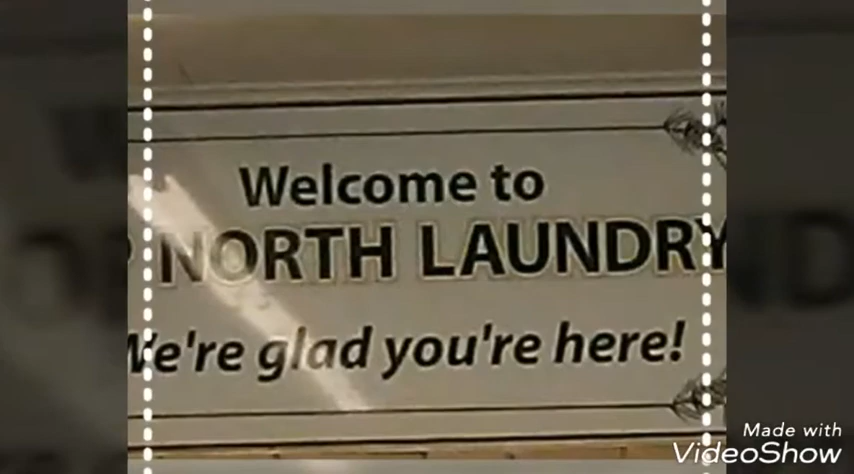 Welcome to
P NORTH LAUNDRY
We're glad you're here!
Made with
VideoShow